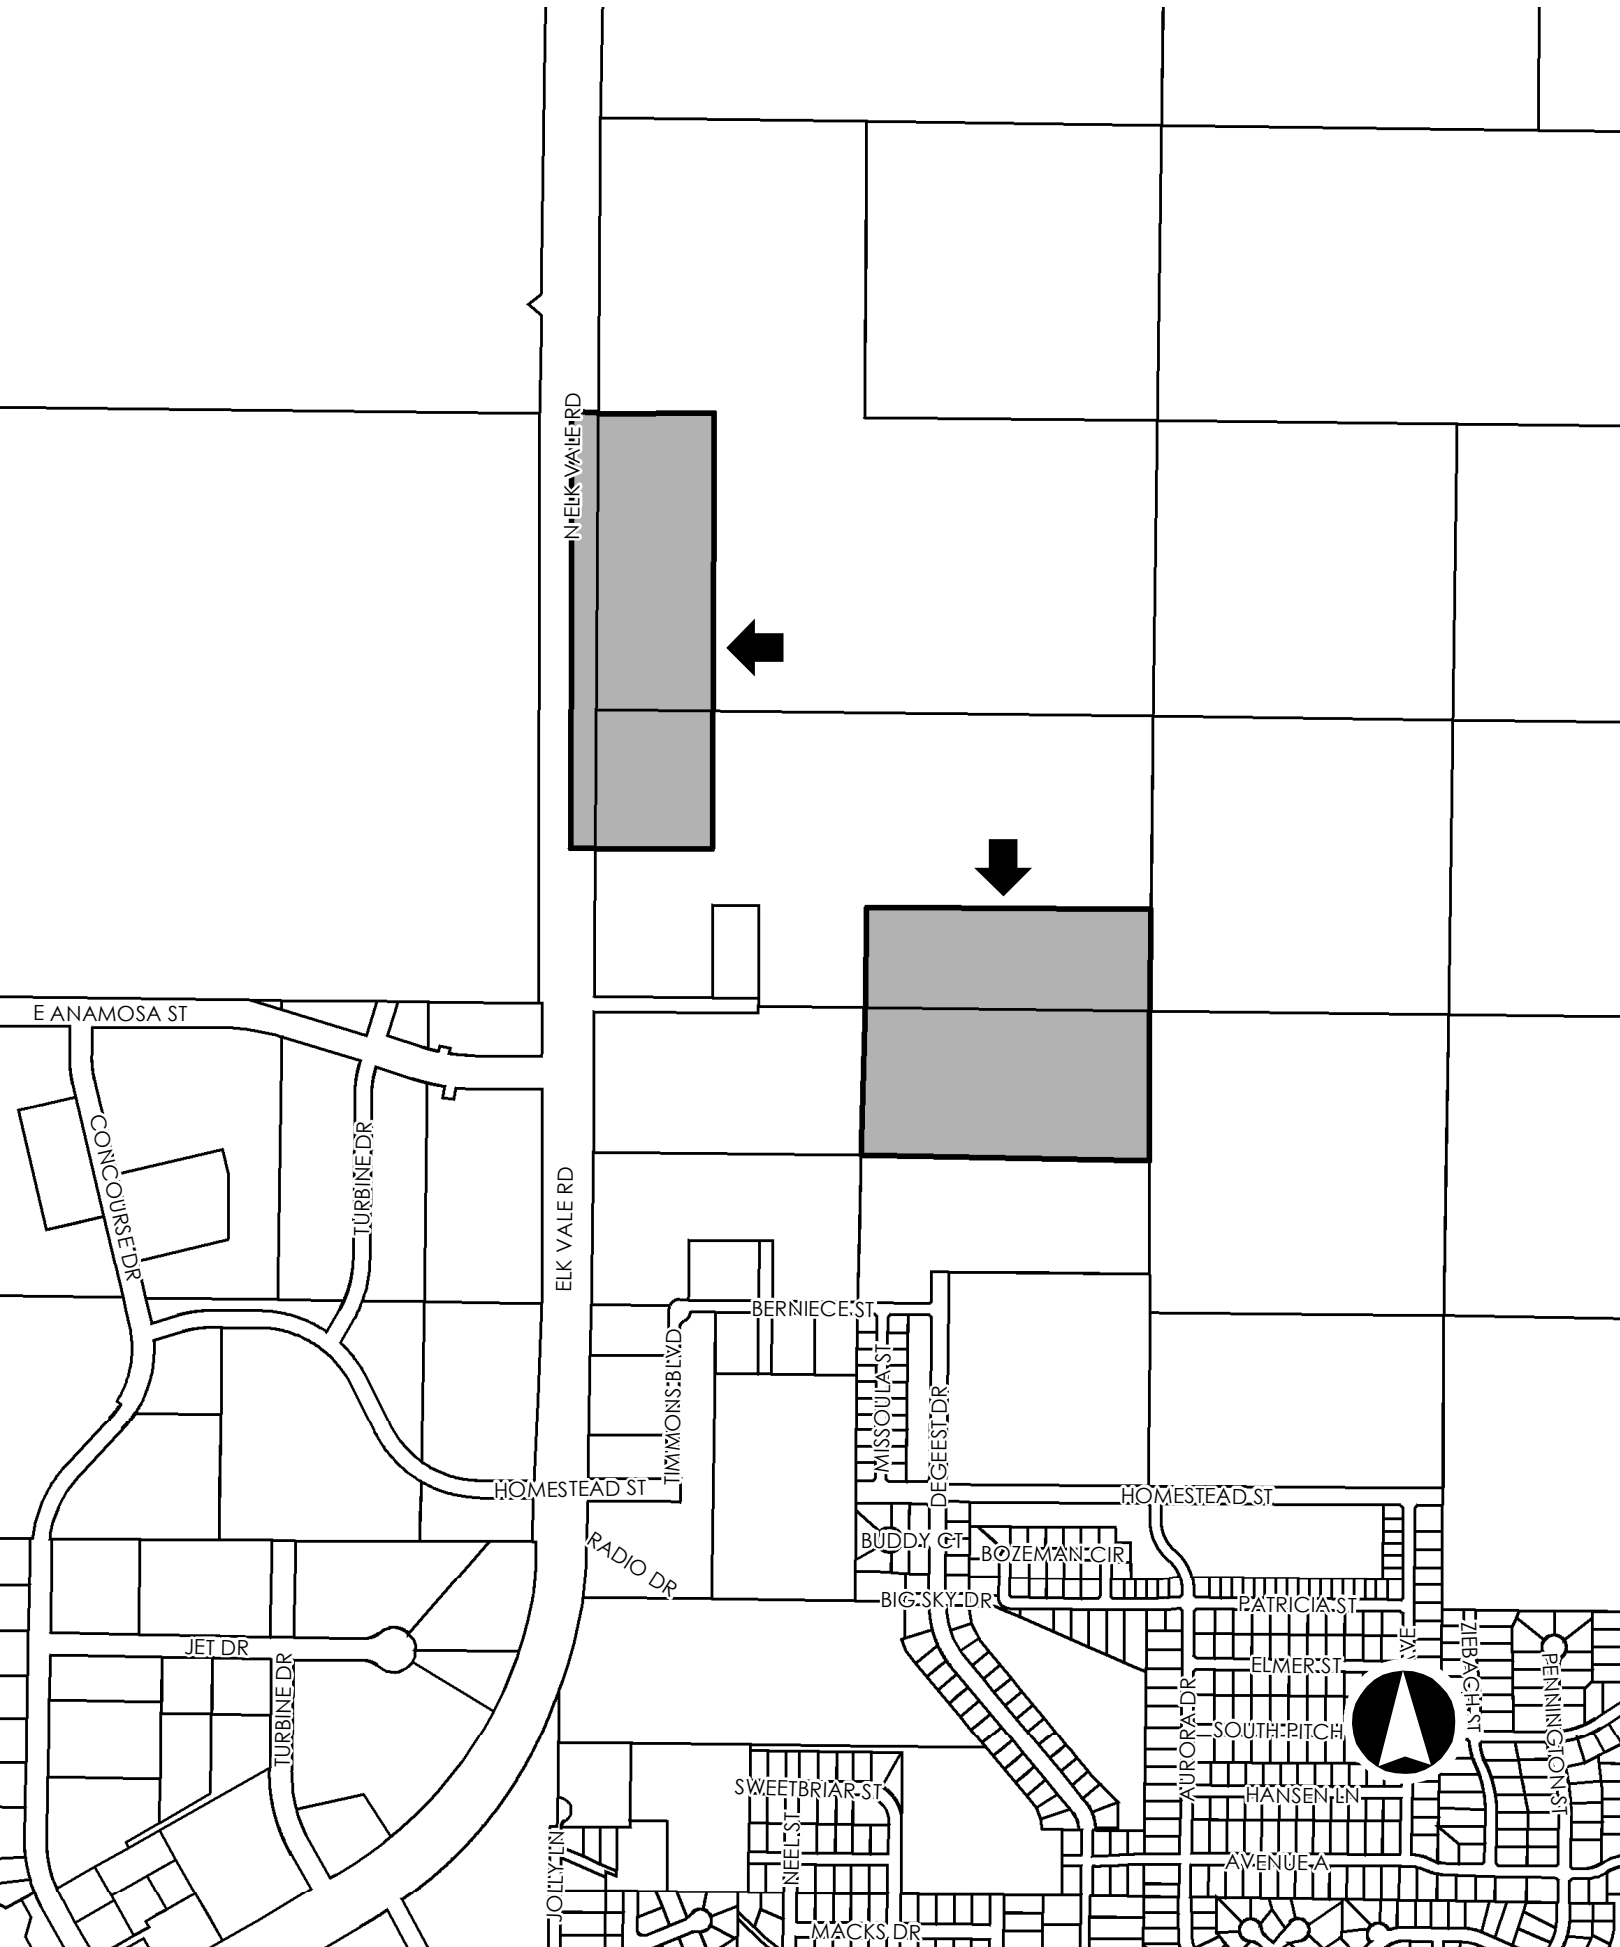 N ELK VALE RD
E ANAMOSA ST
CONCOURSE DR
TURBINE DR
ELK VALE RD
BERNIECE ST
TIMMONS BLVD
MISSOULA ST
DEGEEST DR
HOMESTEAD ST
HOMESTEAD ST
RADIO DR
BUDDY CT
BOZEMAN CIR
BIG SKY DR
PATRICIA ST
JET DR
TURBINE DR
ELMER ST
AVE
ZIEBACH ST
PENNINGTON ST
AURORA DR
SOUTH PITCH
SWEETBRIAR ST
HANSEN LN
NEEL ST
JOLLY LN
AVENUE A
MACKS DR